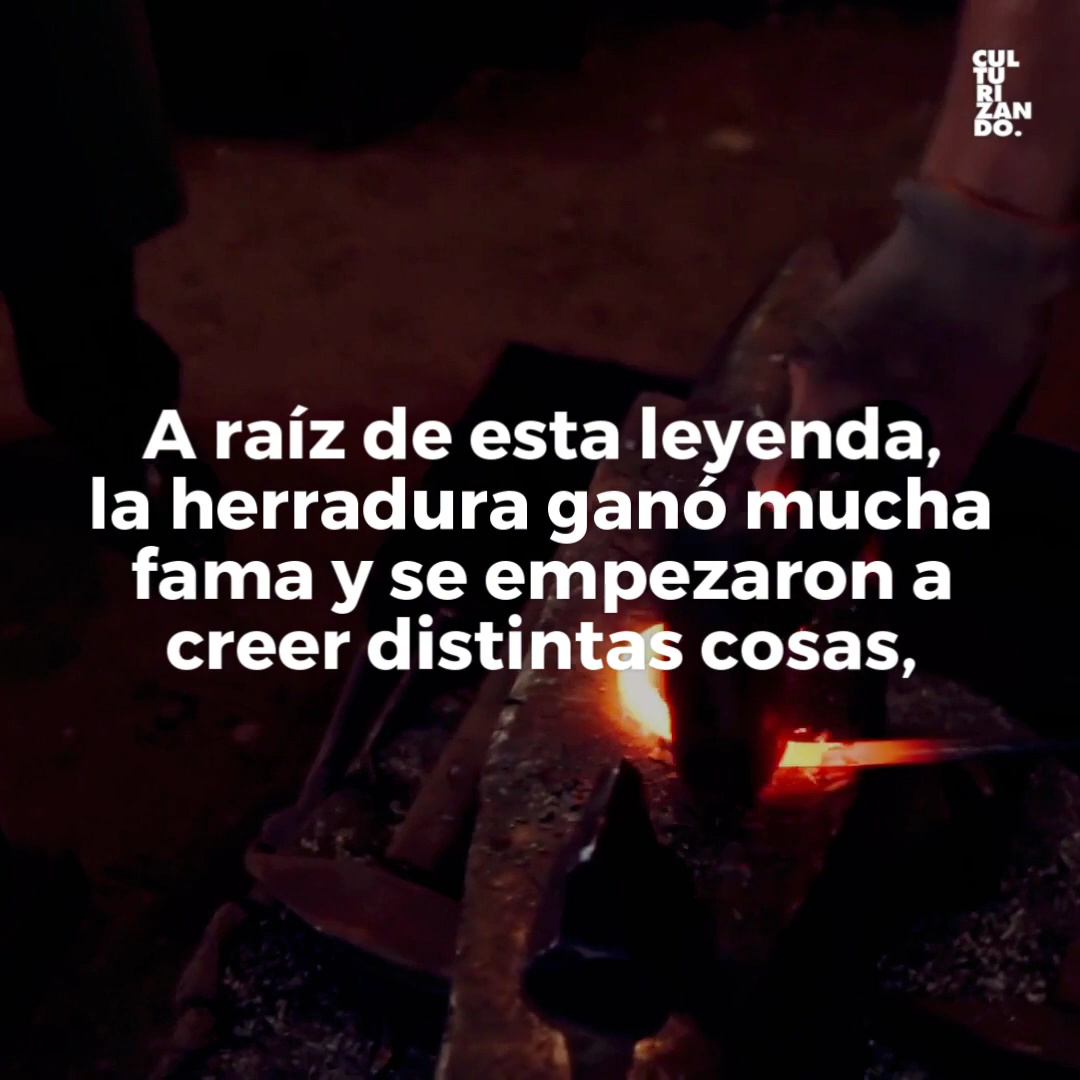 CUL
TU
RI
ZAN
DO.
A raíz de esta leyenda,
la herradura ganó mucha
fama y se empezaron a
creer distintas cosas,